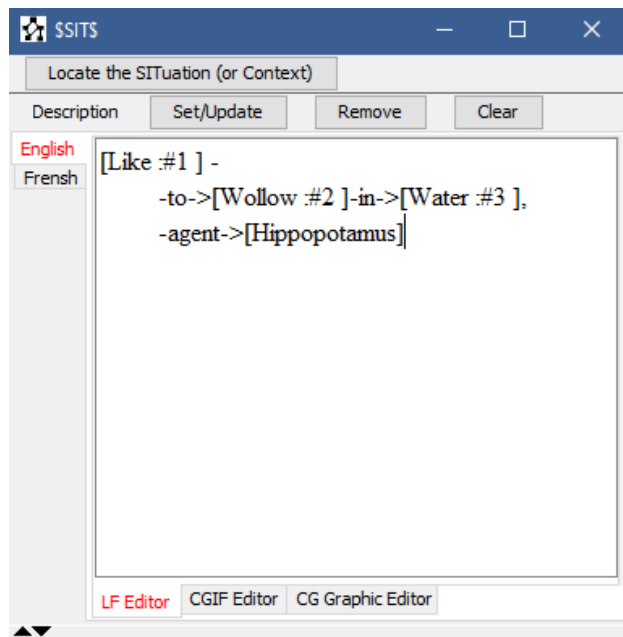 $SIT$
Locate the SITuation (or Context)
Description Set/Update Remove Clear
English
Frensh
[Like :#1 ] -
-to->[Wollow :#2 ]-in->[Water :#3 ],
-agent->[Hippopotamus]
LF Editor CGIF Editor CG Graphic Editor